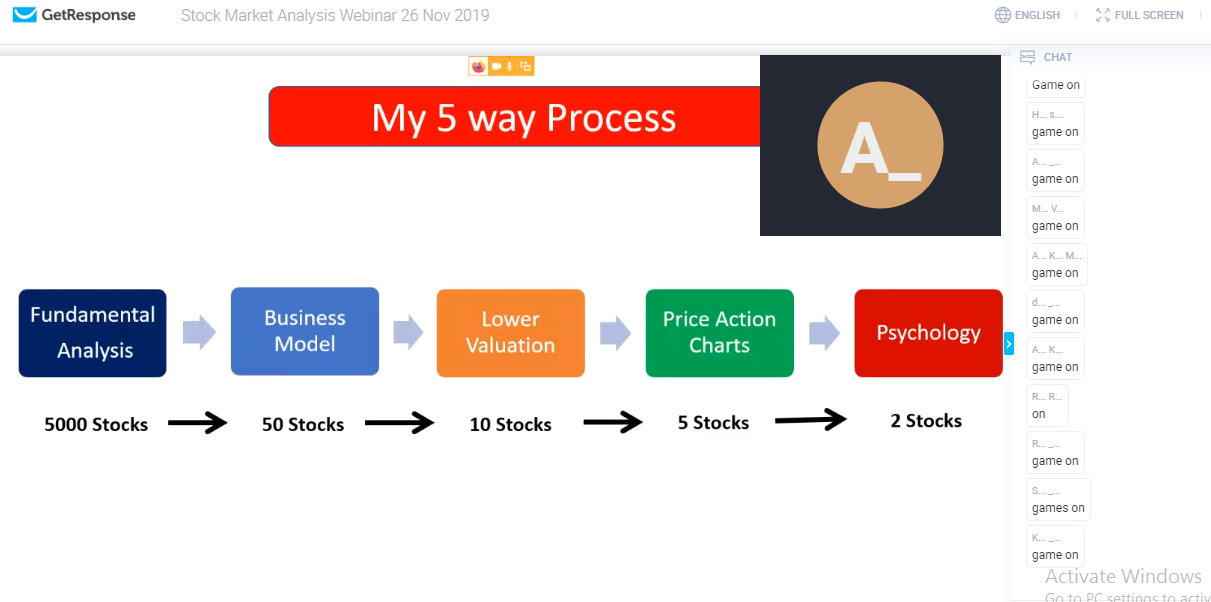 GetResponse
Stock Market Analysis Webinar 26 Nov 2019
ENGLISH
FULL SCREEN
My 5 way Process
A_
Fundamental
Analysis
Business
Model
Lower
Valuation
Price Action
Charts
Psychology
5000 Stocks
50 Stocks
10 Stocks
5 Stocks
2 Stocks
CHAT
Game on
H... s...
game on
A... _...
game on
M... V...
game on
A... K... M...
game on
d... _...
game on
A... K...
game on
R... R...
on
R... _...
game on
S... _...
games on
K... _...
game on
Activate Windows
Go to PC settings to activ